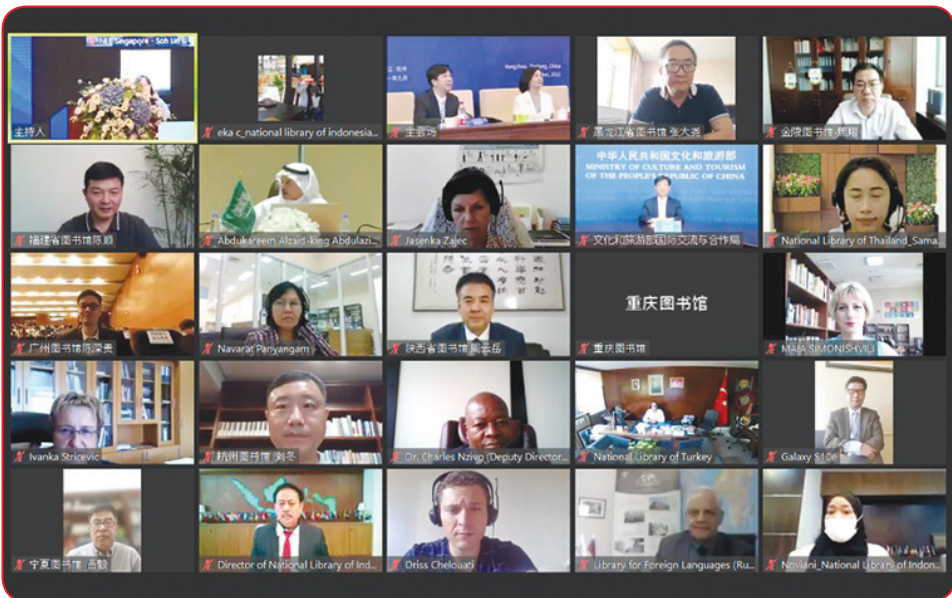 Singapore - Soh Lin
主持人
eka c_national library of indonesia...
Hangzhou, Zhejiang, China
主会场
黑龙江省图书馆 张大尧
金陵图书馆
福建省图书馆陈顺
Abdukareem Alzaid-king Abdulazi...
Jasenka Zajec
中华人民共和国文化和旅游部
MINISTRY OF CULTURE AND TOURISM
OF THE PEOPLE'S REPUBLIC OF CHINA
文化和旅游部国际交流与合作局
National Library of Thailand_Sama...
广州图书馆陈深贵
Navarat Panyangam
陕西省图书馆 周云岳
重庆图书馆
重庆图书馆
MAIA SIMONISHVILI
Ivanka Stricevic
杭州图书馆 刘冬
Dr. Charles Nzivo (Deputy Director...
National Library of Turkey
Galaxy S10e
宁夏图书馆
Director of National Library of Ind...
Driss Chelouati
Library for Foreign Languages (Ru...
Noviani_National Library of Indon...